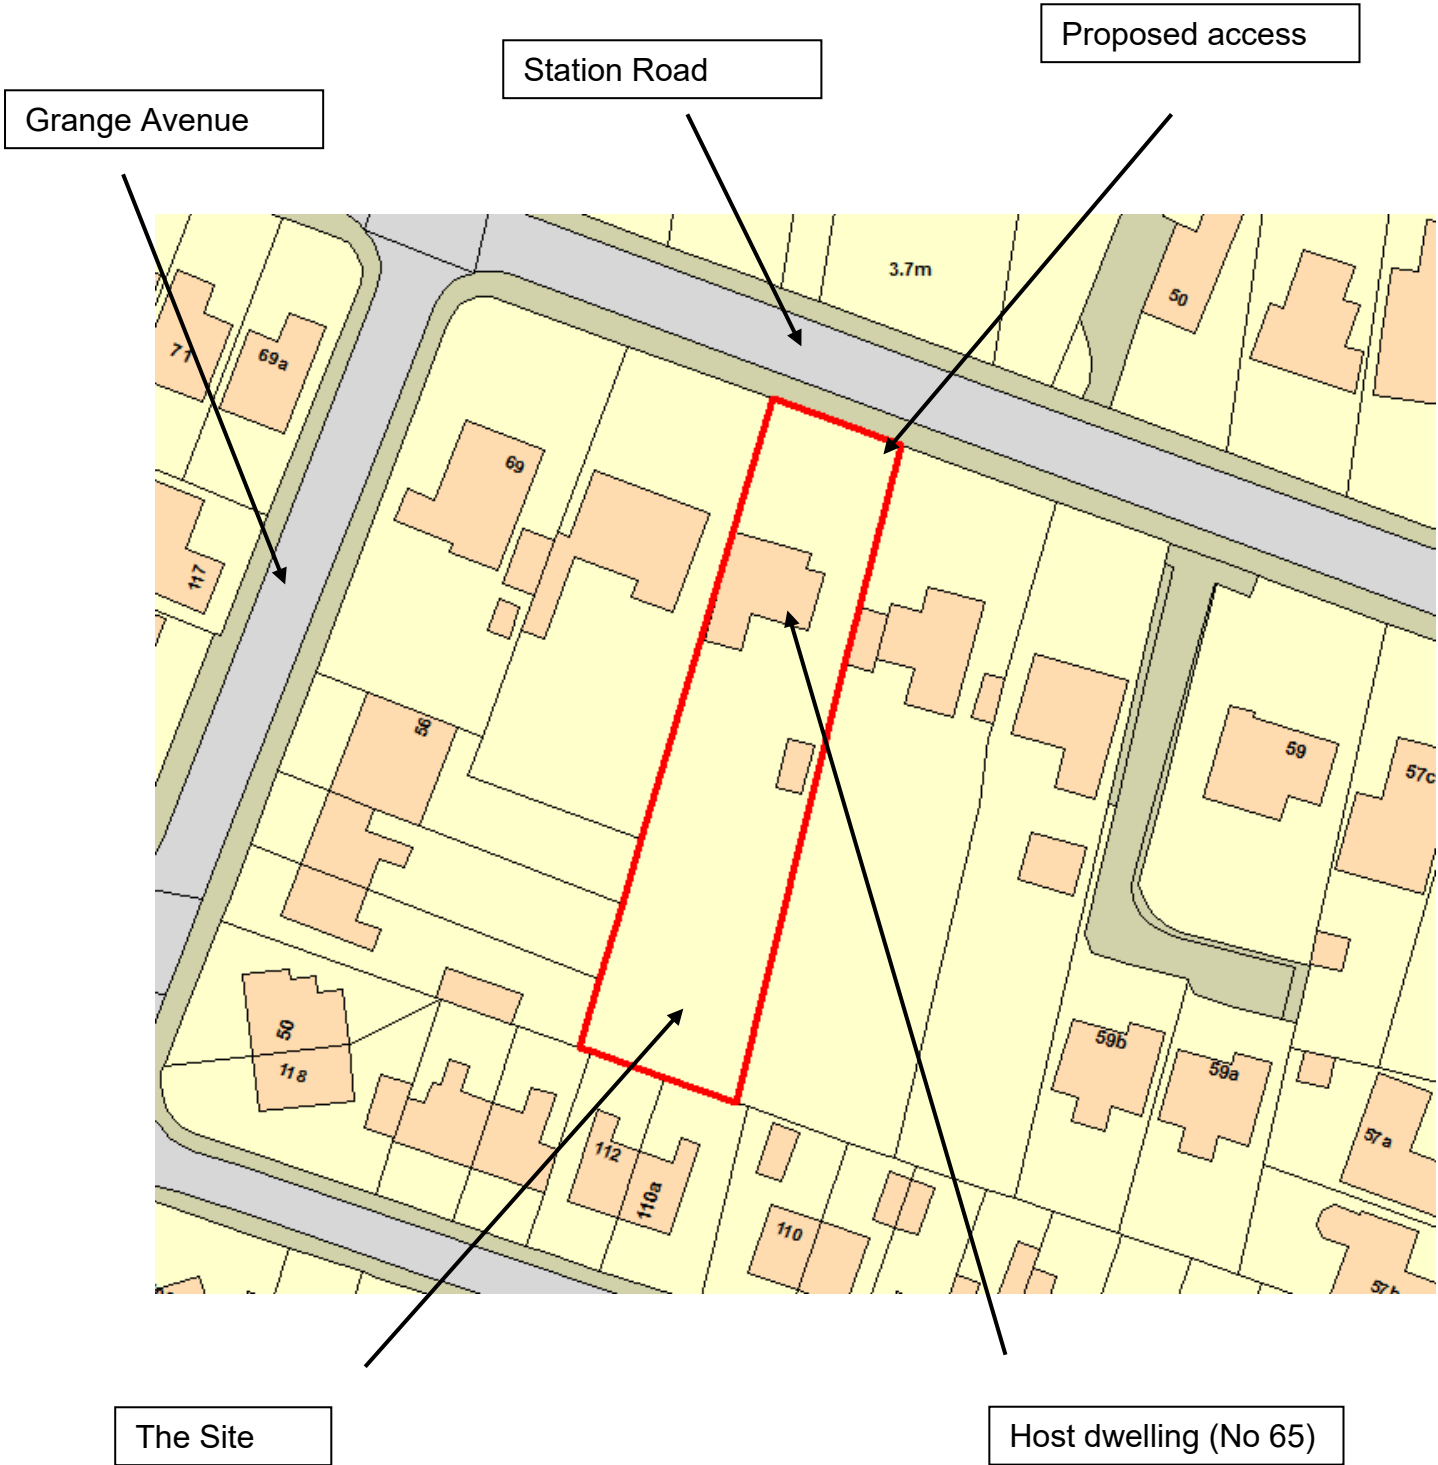 Proposed access
Station Road
Grange Avenue
3.7m
50
71
69a
69
117
56
59
57c
50
118
59b
59a
57a
112
110a
110
57b
The Site
Host dwelling (No 65)